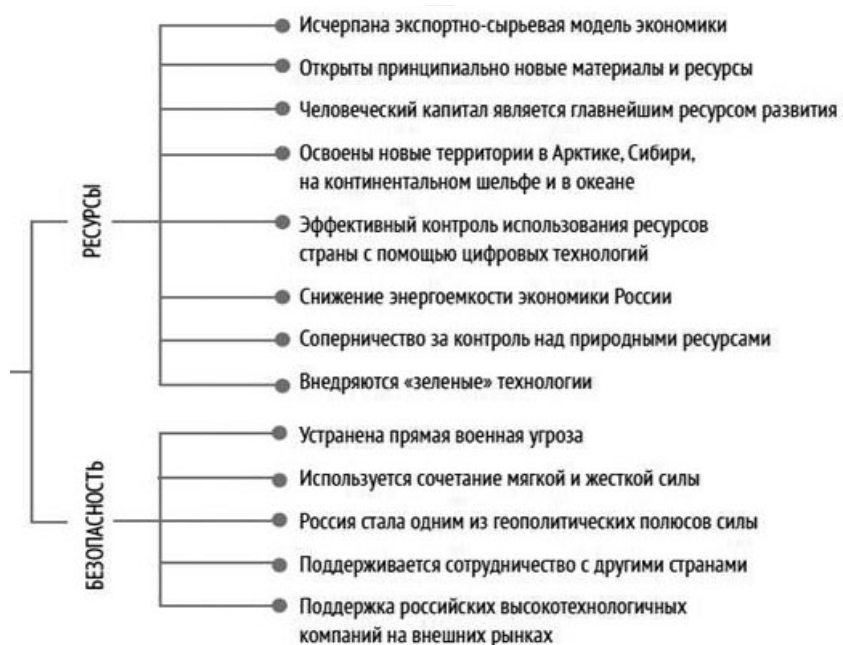 РЕСУРСЫ
Исчерпана экспортно-сырьевая модель экономики
Открыты принципиально новые материалы и ресурсы
Человеческий капитал является главнейшим ресурсом развития
Освоены новые территории в Арктике, Сибири,
на континентальном шельфе и в океане
Эффективный контроль использования ресурсов
страны с помощью цифровых технологий
Снижение энергоемкости экономики России
Соперничество за контроль над природными ресурсами
Внедряются «зеленые» технологии
БЕЗОПАСНОСТЬ
Устранена прямая военная угроза
Используется сочетание мягкой и жесткой силы
Россия стала одним из геополитических полюсов силы
Поддерживается сотрудничество с другими странами
Поддержка российских высокотехнологичных
компаний на внешних рынках